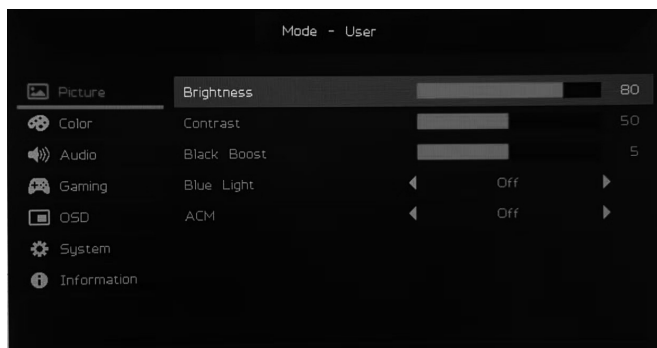 Mode - User
Picture
Brightness 80
Color
Contrast 50
Audio
Black Boost 5
Gaming
Blue Light Off
OSD
ACM Off
System
Information